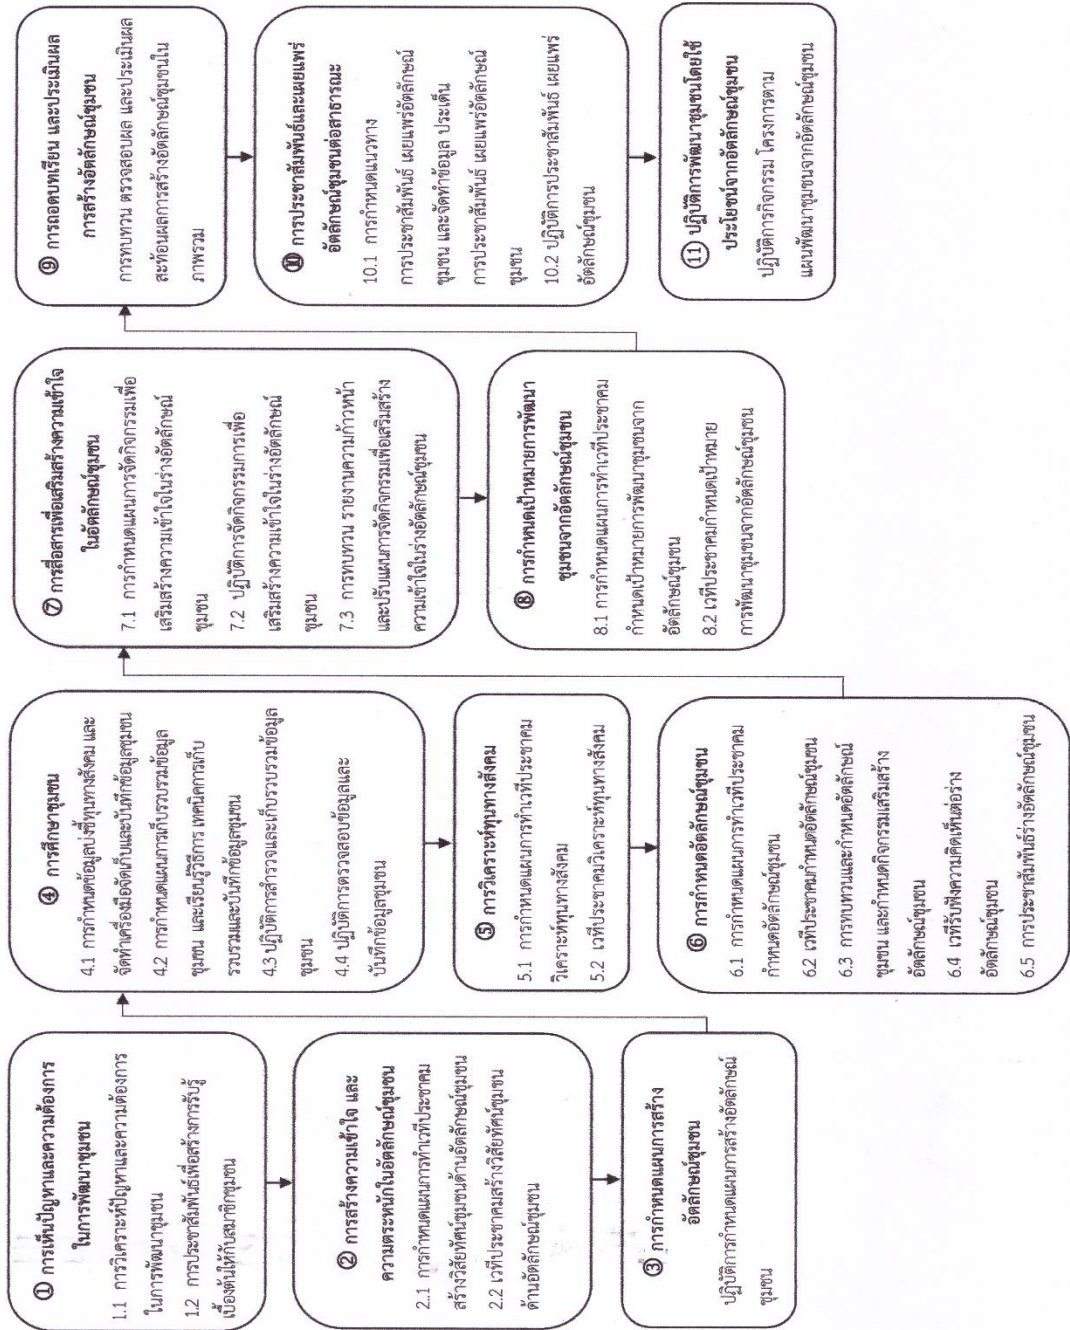 ① การเห็นปัญหาและความต้องการ
ในการพัฒนาชุมชน
1.1 การวิเคราะห์ปัญหาและความต้องการ
ในการพัฒนาชุมชน
1.2 การประชาสัมพันธ์เพื่อสร้างการรับรู้
เบื้องต้นให้กับสมาชิกชุมชน
② การสร้างความเข้าใจ และ
ความตระหนักในอัตลักษณ์ชุมชน
2.1 การกำหนดแผนการทำเวทีประชาคม
สร้างวิสัยทัศน์ชุมชนด้านอัตลักษณ์ชุมชน
2.2 เวทีประชาคมสร้างวิสัยทัศน์ชุมชน
ด้านอัตลักษณ์ชุมชน
③ การกำหนดแผนการสร้าง
อัตลักษณ์ชุมชน
ปฏิบัติการกำหนดแผนการสร้างอัตลักษณ์
ชุมชน
④ การศึกษาชุมชน
4.1 การกำหนดข้อมูลบ่งชี้ทุนทางสังคม และ
จัดทำเครื่องมือจัดเก็บและบันทึกข้อมูลชุมชน
4.2 การกำหนดแผนการเก็บรวบรวมข้อมูล
ชุมชน และเรียนรู้วิธีการ เทคนิคการเก็บ
รวบรวมและบันทึกข้อมูลชุมชน
4.3 ปฏิบัติการสำรวจและเก็บรวบรวมข้อมูล
ชุมชน
4.4 ปฏิบัติการตรวจสอบข้อมูลและ
บันทึกข้อมูลชุมชน
⑤ การวิเคราะห์ทุนทางสังคม
5.1 การกำหนดแผนการทำเวทีประชาคม
วิเคราะห์ทุนทางสังคม
5.2 เวทีประชาคมวิเคราะห์ทุนทางสังคม
⑥ การกำหนดอัตลักษณ์ชุมชน
6.1 การกำหนดแผนการทำเวทีประชาคม
กำหนดอัตลักษณ์ชุมชน
6.2 เวทีประชาคมกำหนดอัตลักษณ์ชุมชน
6.3 การทบทวนและกำหนดอัตลักษณ์
ชุมชน และกำหนดกิจกรรมเสริมสร้าง
อัตลักษณ์ชุมชน
6.4 เวทีรับฟังความคิดเห็นต่อร่าง
อัตลักษณ์ชุมชน
6.5 การประชาสัมพันธ์ร่างอัตลักษณ์ชุมชน
⑦ การสื่อสารเพื่อเสริมสร้างความเข้าใจ
ในอัตลักษณ์ชุมชน
7.1 การกำหนดแผนการจัดกิจกรรมเพื่อ
เสริมสร้างความเข้าใจในร่างอัตลักษณ์
ชุมชน
7.2 ปฏิบัติการจัดกิจกรรมการเพื่อ
เสริมสร้างความเข้าใจในร่างอัตลักษณ์
ชุมชน
7.3 การทบทวน รายงานความก้าวหน้า
และปรับแผนการจัดกิจกรรมเพื่อเสริมสร้าง
ความเข้าใจในร่างอัตลักษณ์ชุมชน
⑧ การกำหนดเป้าหมายการพัฒนา
ชุมชนจากอัตลักษณ์ชุมชน
8.1 การกำหนดแผนการทำเวทีประชาคม
กำหนดเป้าหมายการพัฒนาชุมชนจาก
อัตลักษณ์ชุมชน
8.2 เวทีประชาคมกำหนดเป้าหมาย
การพัฒนาชุมชนจากอัตลักษณ์ชุมชน
⑨ การถอดบทเรียน และประเมินผล
การสร้างอัตลักษณ์ชุมชน
การทบทวน ตรวจสอบผล และประเมินผล
สะท้อนผลการสร้างอัตลักษณ์ชุมชนใน
ภาพรวม
⑩ การประชาสัมพันธ์และเผยแพร่
อัตลักษณ์ชุมชนต่อสาธารณะ
10.1 การกำหนดแนวทาง
การประชาสัมพันธ์ เผยแพร่อัตลักษณ์
ชุมชน และจัดทำข้อมูล ประเด็น
การประชาสัมพันธ์ เผยแพร่อัตลักษณ์
ชุมชน
10.2 ปฏิบัติการประชาสัมพันธ์ เผยแพร่
อัตลักษณ์ชุมชน
⑪ ปฏิบัติการพัฒนาชุมชนโดยใช้
ประโยชน์จากอัตลักษณ์ชุมชน
ปฏิบัติการกิจกรรม โครงการตาม
แผนพัฒนาชุมชนจากอัตลักษณ์ชุมชน